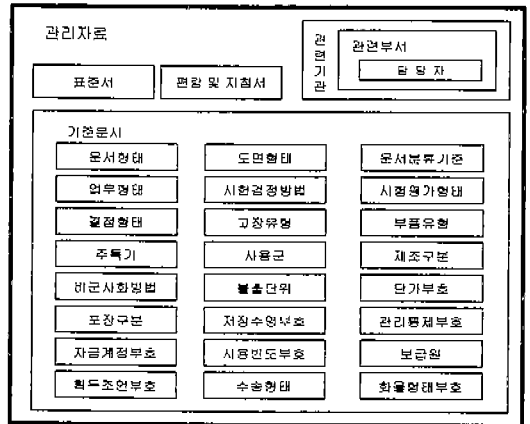 관리자료
관련기관
관련부서
담당자
표준서
편람 및 지침서
기준문서
문서형태
도면형태
문서분류기준
업무형태
시험검정방법
시험평가형태
결점형태
고장유형
부품유형
주특기
사용군
제조구분
비군사화방법
불출단위
단가부호
포장구분
저장수명부호
관리통제부호
자금계정부호
사용빈도부호
보급원
획득조언부호
수송형태
화물형태부호